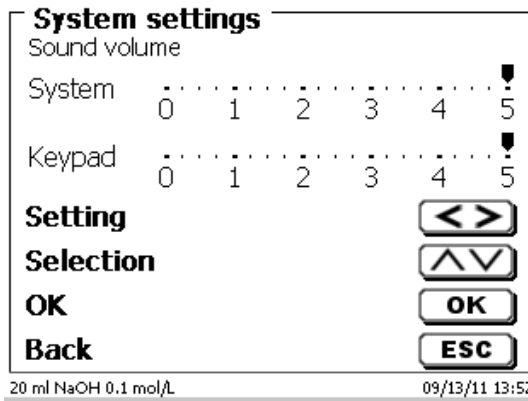 System settings
Sound volume
System
0 1 2 3 4 5
Keypad
0 1 2 3 4 5
Setting < >
Selection ∧ ∨
OK OK
Back ESC
20 ml NaOH 0.1 mol/L 09/13/11 13:52